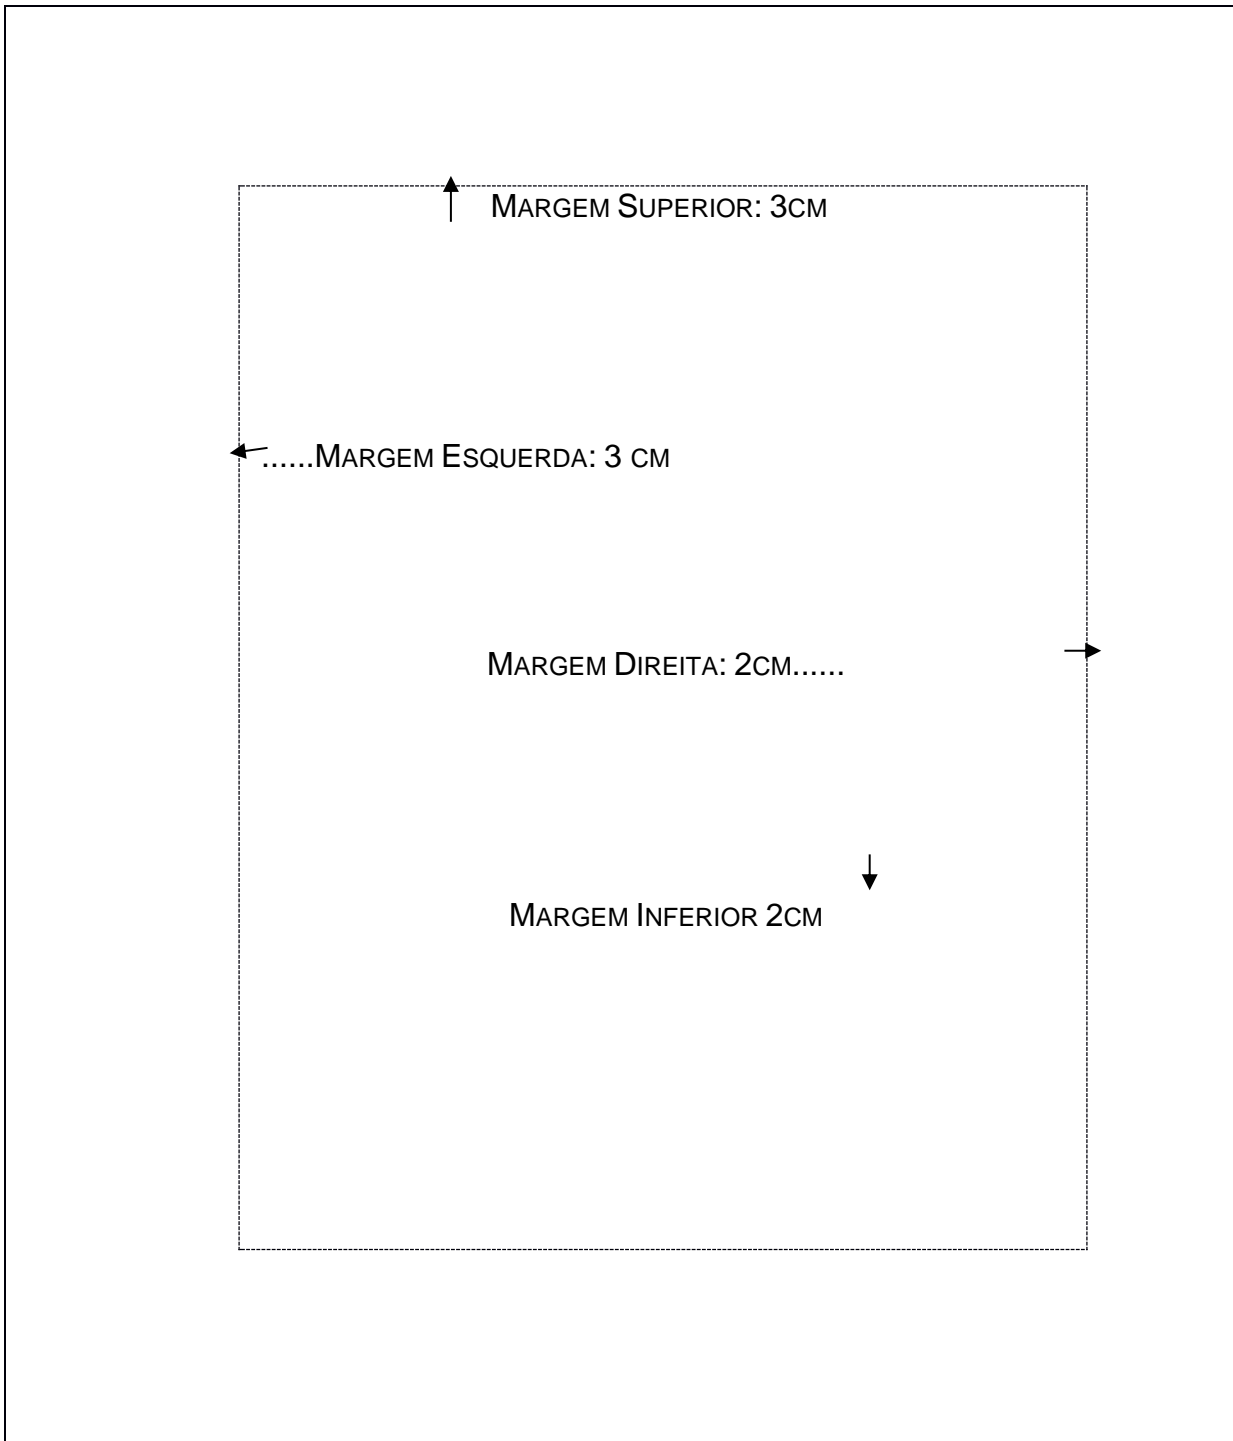 MARGEM SUPERIOR: 3CM
......MARGEM ESQUERDA: 3 CM
MARGEM DIREITA: 2CM......
MARGEM INFERIOR 2CM